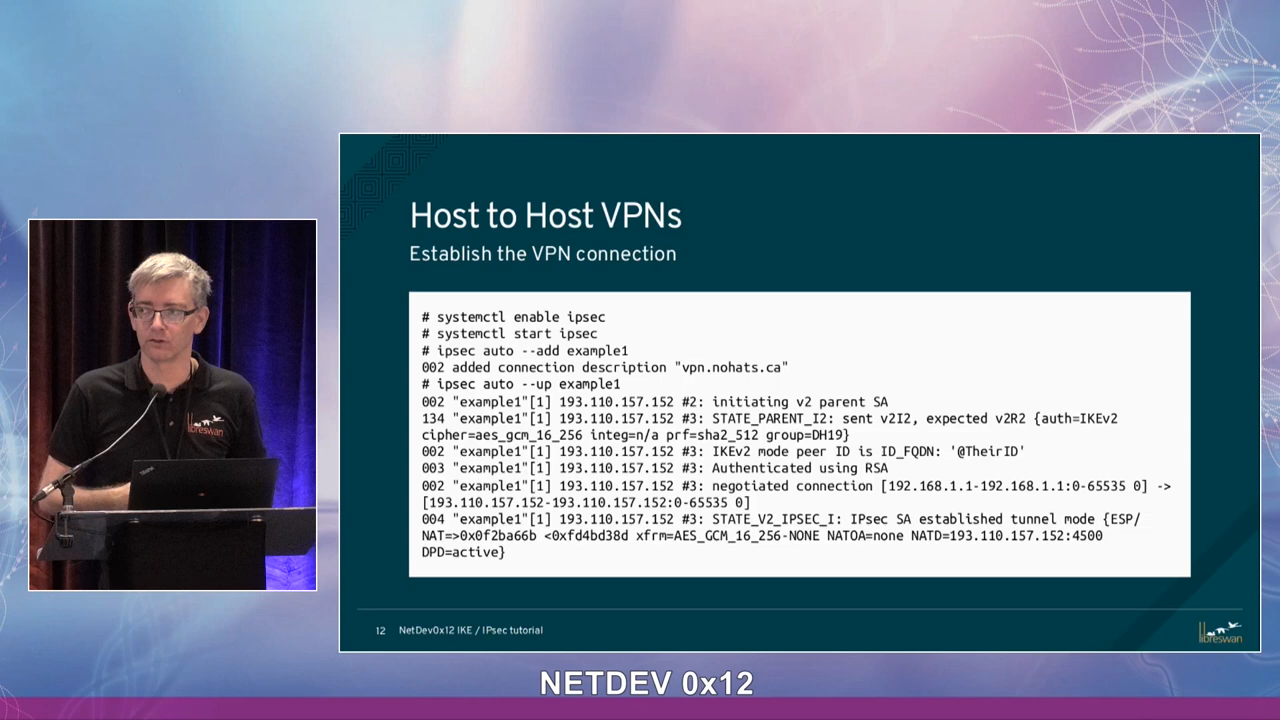 Host to Host VPNs
Establish the VPN connection
# systemctl enable ipsec
# systemctl start ipsec
# ipsec auto --add example1
002 added connection description "vpn.nohats.ca"
# ipsec auto --up example1
002 "example1"[1] 193.110.157.152 #2: initiating v2 parent SA
134 "example1"[1] 193.110.157.152 #3: STATE_PARENT_I2: sent v2I2, expected v2R2 {auth=IKEv2
cipher=aes_gcm_16_256 integ=n/a prf=sha2_512 group=DH19}
002 "example1"[1] 193.110.157.152 #3: IKEv2 mode peer ID is ID_FQDN: '@TheirID'
003 "example1"[1] 193.110.157.152 #3: Authenticated using RSA
002 "example1"[1] 193.110.157.152 #3: negotiated connection [192.168.1.1-192.168.1.1:0-65535 0] ->
[193.110.157.152-193.110.157.152:0-65535 0]
004 "example1"[1] 193.110.157.152 #3: STATE_V2_IPSEC_I: IPsec SA established tunnel mode {ESP/
NAT=>0x0f2ba66b <0xfd4bd38d xfrm=AES_GCM_16_256-NONE NATOA=none NATD=193.110.157.152:4500
DPD=active}
12 NetDev0x12 IKE / IPsec tutorial
libreswan
libreswan
NETDEV 0x12